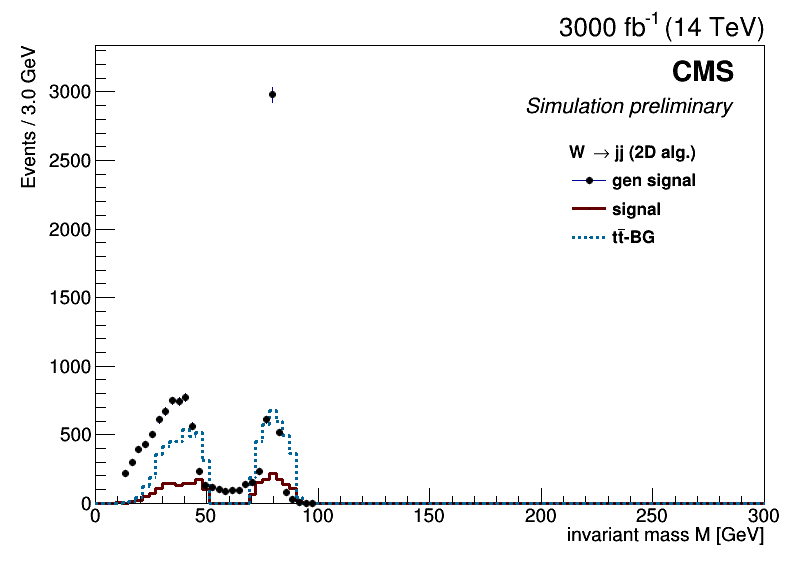 3000 fb⁻¹ (14 TeV)
Events / 3.0 GeV
CMS
Simulation preliminary
W → jj (2D alg.)
gen signal
signal
tt̄-BG
3000
2500
2000
1500
1000
500
0
0 50 100 150 200 250 300
invariant mass M [GeV]